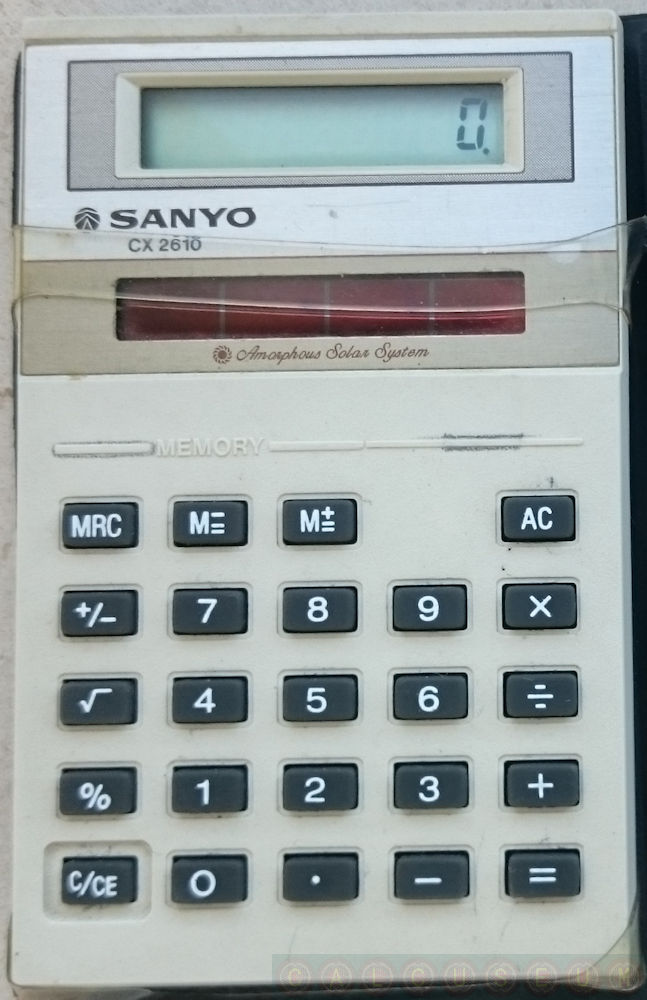 0.
SANYO
CX 2610
Amorphous Solar System
MEMORY
MRC M= M± AC
+/- 7 8 9 ×
√ 4 5 6 ÷
% 1 2 3 +
C/CE 0 · − =
CALCUSEUM